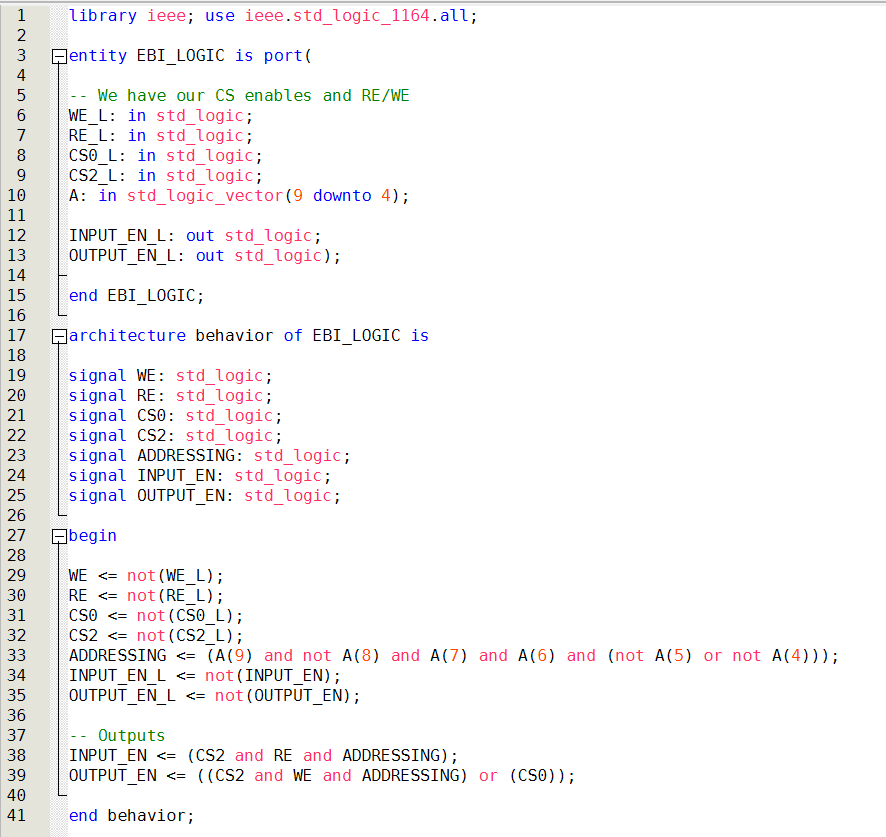 1 library ieee; use ieee.std_logic_1164.all;
2
3 entity EBI_LOGIC is port(
4
5 -- We have our CS enables and RE/WE
6 WE_L: in std_logic;
7 RE_L: in std_logic;
8 CS0_L: in std_logic;
9 CS2_L: in std_logic;
10 A: in std_logic_vector(9 downto 4);
11
12 INPUT_EN_L: out std_logic;
13 OUTPUT_EN_L: out std_logic);
14
15 end EBI_LOGIC;
16
17 architecture behavior of EBI_LOGIC is
18
19 signal WE: std_logic;
20 signal RE: std_logic;
21 signal CS0: std_logic;
22 signal CS2: std_logic;
23 signal ADDRESSING: std_logic;
24 signal INPUT_EN: std_logic;
25 signal OUTPUT_EN: std_logic;
26
27 begin
28
29 WE <= not(WE_L);
30 RE <= not(RE_L);
31 CS0 <= not(CS0_L);
32 CS2 <= not(CS2_L);
33 ADDRESSING <= (A(9) and not A(8) and A(7) and A(6) and (not A(5) or not A(4)));
34 INPUT_EN_L <= not(INPUT_EN);
35 OUTPUT_EN_L <= not(OUTPUT_EN);
36
37 -- Outputs
38 INPUT_EN <= (CS2 and RE and ADDRESSING);
39 OUTPUT_EN <= ((CS2 and WE and ADDRESSING) or (CS0));
40
41 end behavior;